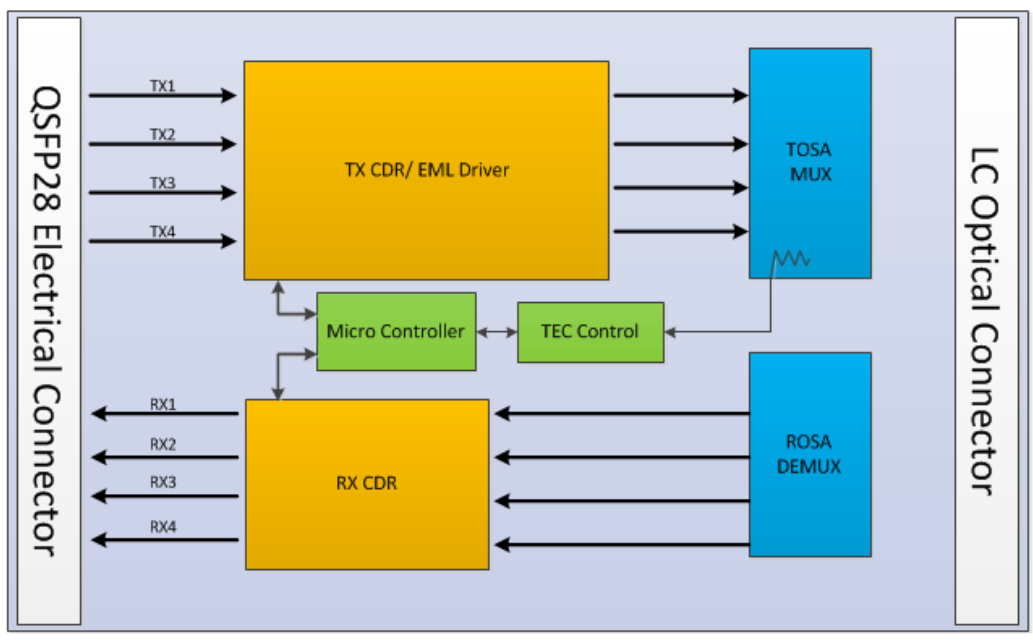 QSFP28 Electrical Connector
TX1
TX2
TX3
TX4
TX CDR/ EML Driver
TOSA
MUX
LC Optical Connector
Micro Controller
TEC Control
RX1
RX2
RX3
RX4
RX CDR
ROSA
DEMUX